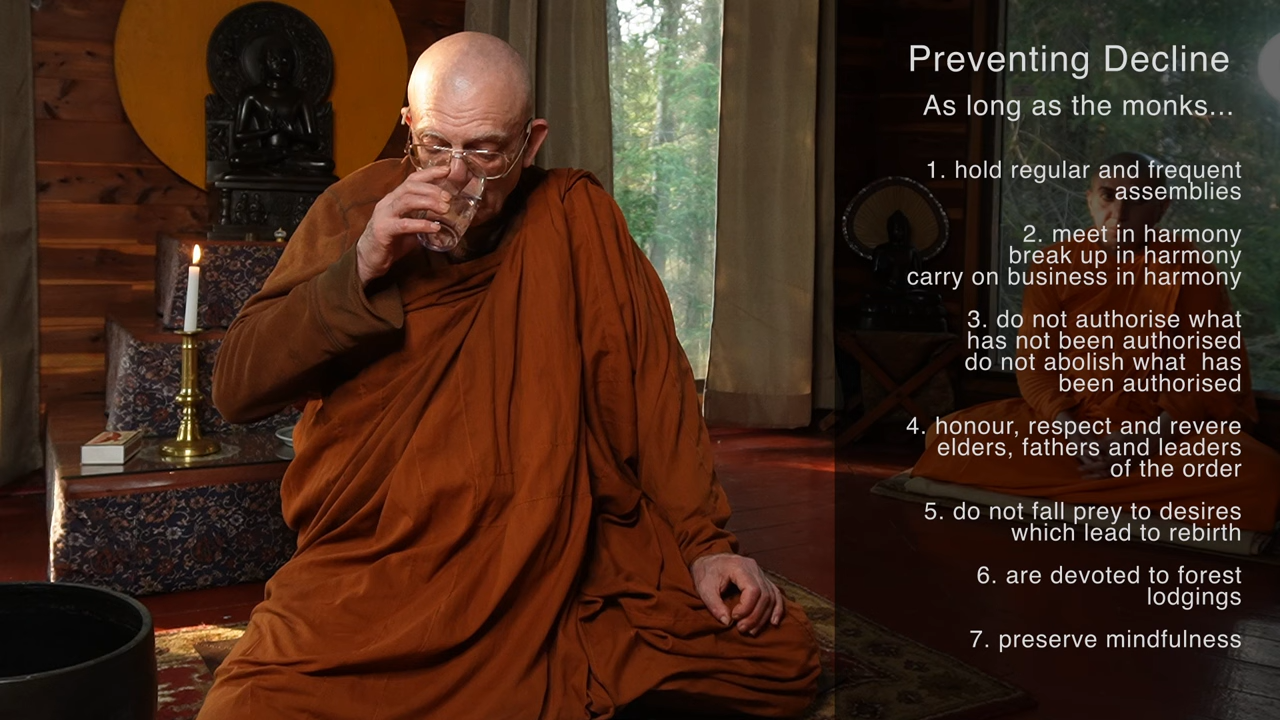 Preventing Decline
As long as the monks...
1. hold regular and frequent
assemblies
2. meet in harmony
break up in harmony
carry on business in harmony
3. do not authorise what
has not been authorised
do not abolish what  has
been authorised
4. honour, respect and revere
elders, fathers and leaders
of the order
5. do not fall prey to desires
which lead to rebirth
6. are devoted to forest
lodgings
7. preserve mindfulness